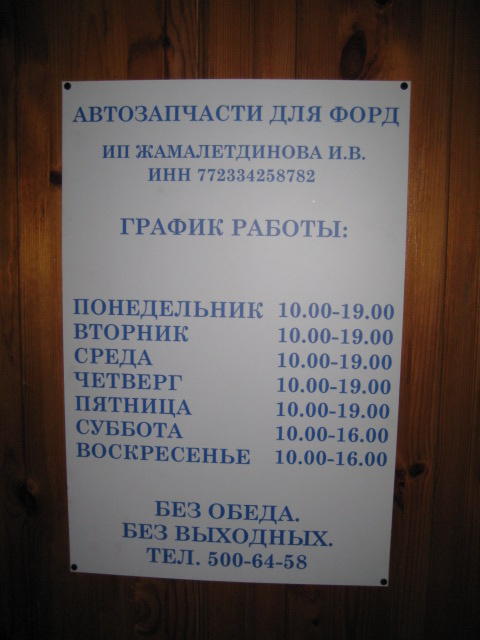 АВТОЗАПЧАСТИ ДЛЯ ФОРД
ИП ЖАМАЛЕТДИНОВА И.В.
ИНН 772334258782
ГРАФИК РАБОТЫ:
ПОНЕДЕЛЬНИК 10.00-19.00
ВТОРНИК 10.00-19.00
СРЕДА 10.00-19.00
ЧЕТВЕРГ 10.00-19.00
ПЯТНИЦА 10.00-19.00
СУББОТА 10.00-16.00
ВОСКРЕСЕНЬЕ 10.00-16.00
БЕЗ ОБЕДА.
БЕЗ ВЫХОДНЫХ.
ТЕЛ. 500-64-58